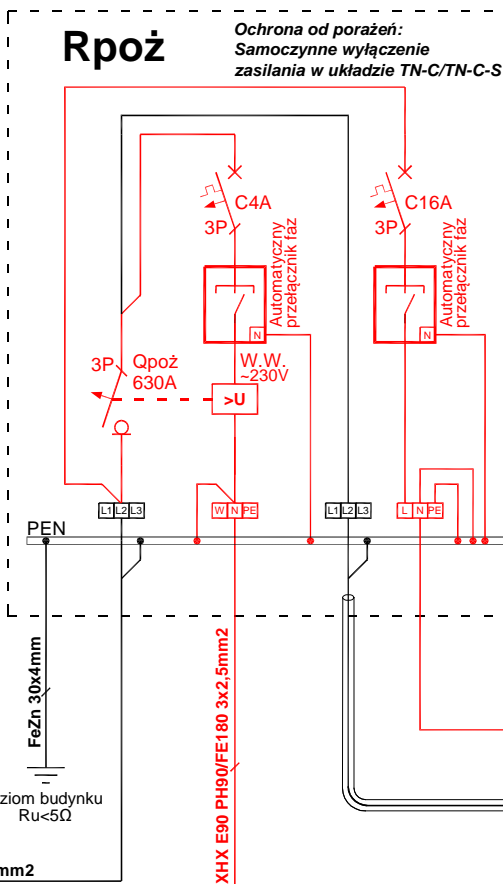 Rpoż
Ochrona od porażeń:
Samoczynne wyłączenie
zasilania w układzie TN-C/TN-C-S
C4A
3P
C16A
3P
Automatyczny
przełącznik faz
N
Automatyczny
przełącznik faz
N
3P
Qpoż
630A
W.W.
~230V
>U
L1 L2 L3
W N PE
L1 L2 L3
L N PE
PEN
FeZn 30x4mm
XHX E90 PH90/FE180 3x2,5mm2
ziom budynku
Ru<5Ω
mm2